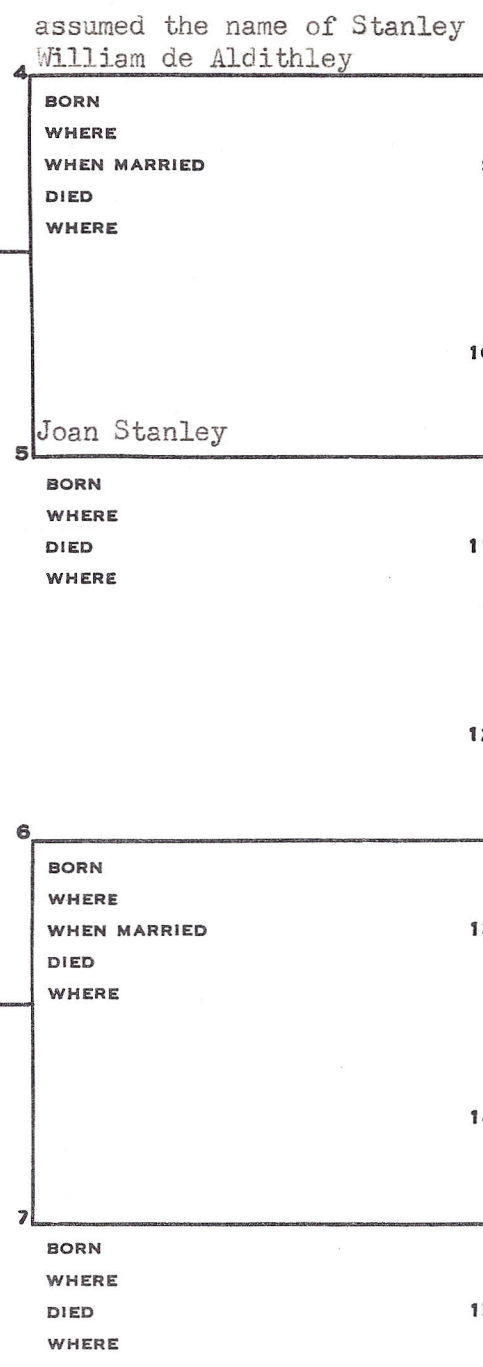 assumed the name of Stanley
William de Aldithley
4
BORN
WHERE
WHEN MARRIED
DIED
WHERE
Joan Stanley
5
BORN
WHERE
DIED
WHERE
6
BORN
WHERE
WHEN MARRIED
DIED
WHERE
7
BORN
WHERE
DIED
WHERE